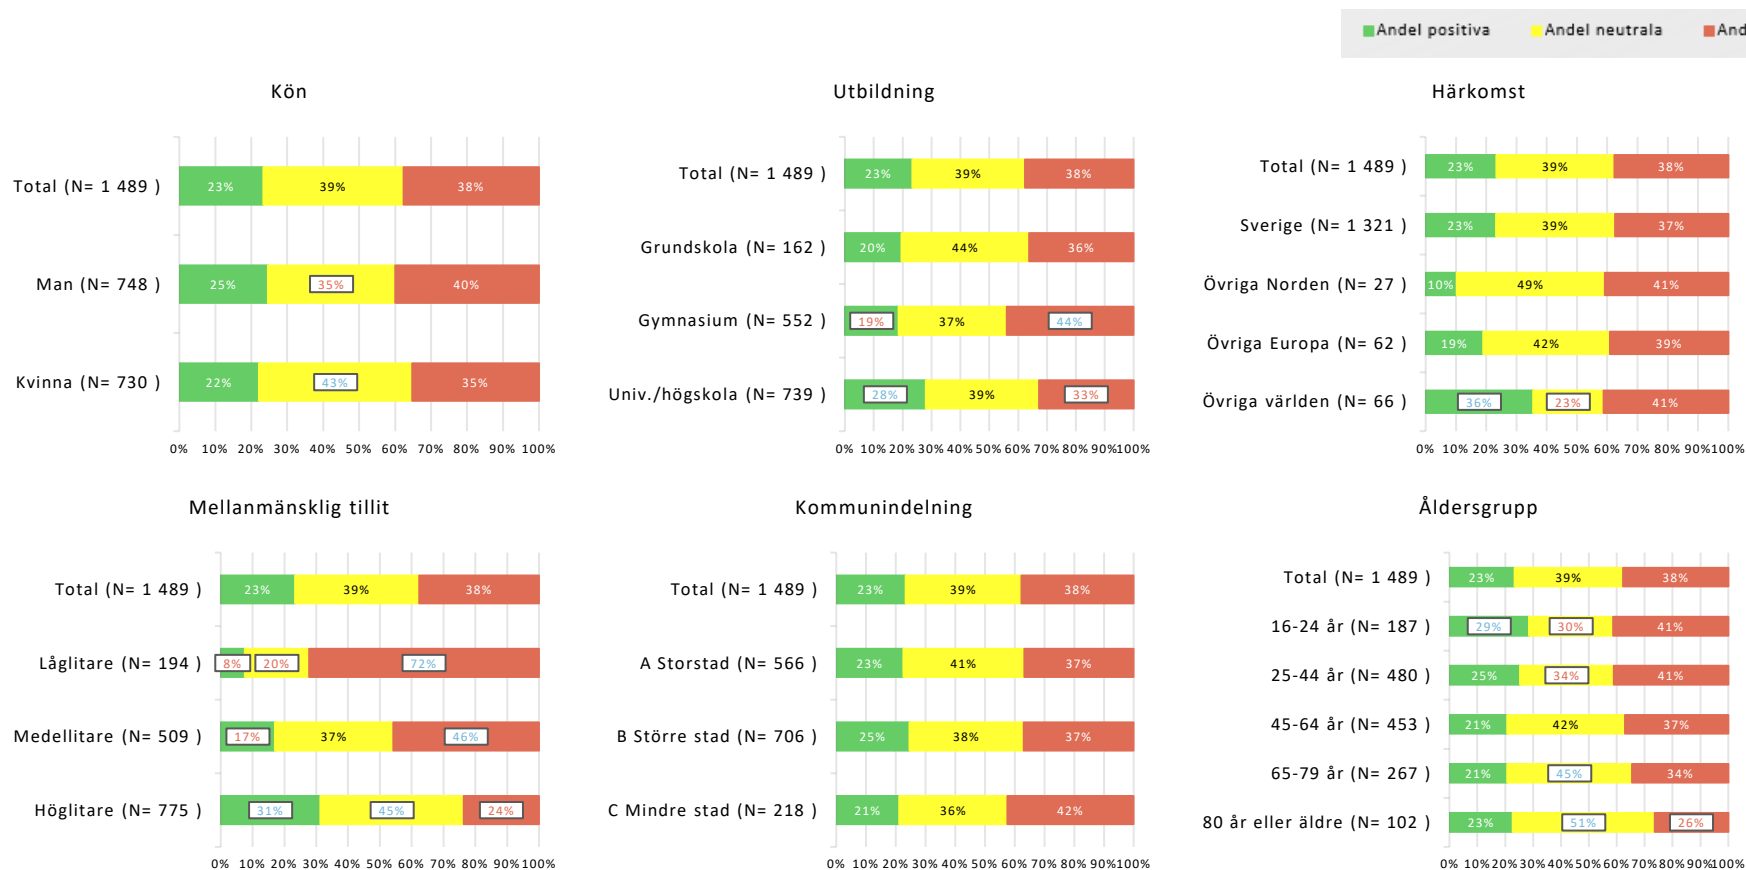 Andel positiva Andel neutrala And
Kön
Total (N= 1 489 ) 23% 39% 38%
Man (N= 748 ) 25% 35% 40%
Kvinna (N= 730 ) 22% 43% 35%
0% 10% 20% 30% 40% 50% 60% 70% 80% 90% 100%
Utbildning
Total (N= 1 489 ) 23% 39% 38%
Grundskola (N= 162 ) 20% 44% 36%
Gymnasium (N= 552 ) 19% 37% 44%
Univ./högskola (N= 739 ) 28% 39% 33%
0% 10% 20% 30% 40% 50% 60% 70% 80% 90%100%
Härkomst
Total (N= 1 489 ) 23% 39% 38%
Sverige (N= 1 321 ) 23% 39% 37%
Övriga Norden (N= 27 ) 10% 49% 41%
Övriga Europa (N= 62 ) 19% 42% 39%
Övriga världen (N= 66 ) 36% 23% 41%
0% 10% 20% 30% 40% 50% 60% 70% 80% 90%100%
Mellanmänsklig tillit
Total (N= 1 489 ) 23% 39% 38%
Låglitare (N= 194 ) 8% 20% 72%
Medellitare (N= 509 ) 17% 37% 46%
Höglitare (N= 775 ) 31% 45% 24%
0% 10% 20% 30% 40% 50% 60% 70% 80% 90% 100%
Kommunindelning
Total (N= 1 489 ) 23% 39% 38%
A Storstad (N= 566 ) 23% 41% 37%
B Större stad (N= 706 ) 25% 38% 37%
C Mindre stad (N= 218 ) 21% 36% 42%
0% 10% 20% 30% 40% 50% 60% 70% 80% 90%100%
Åldersgrupp
Total (N= 1 489 ) 23% 39% 38%
16-24 år (N= 187 ) 29% 30% 41%
25-44 år (N= 480 ) 25% 34% 41%
45-64 år (N= 453 ) 21% 42% 37%
65-79 år (N= 267 ) 21% 45% 34%
80 år eller äldre (N= 102 ) 23% 51% 26%
0% 10%20%30%40%50%60%70%80%90%100%